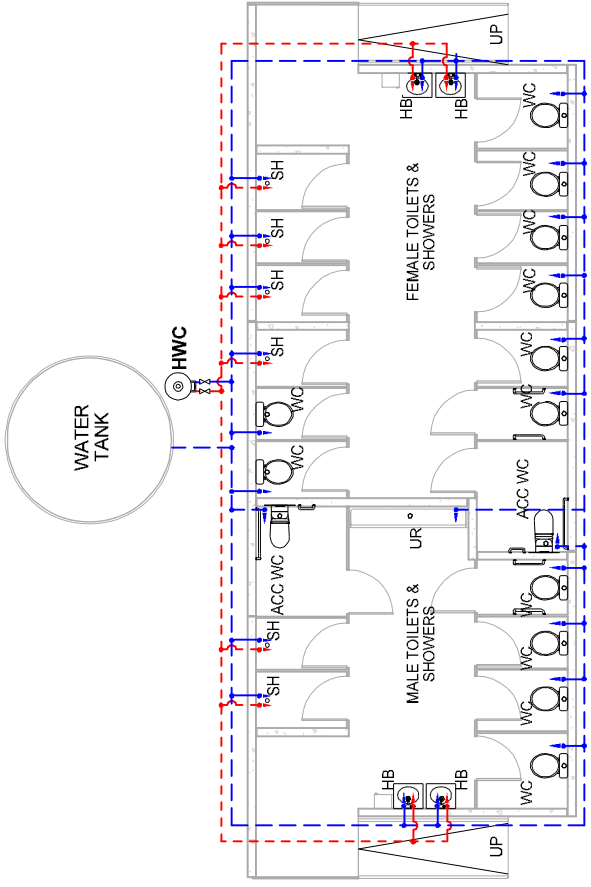 WATER
TANK
HWC
SH
SH
ACC WC
WC
WC
SH
SH
SH
SH
HB
HB
MALE TOILETS &
SHOWERS
UR
FEMALE TOILETS &
SHOWERS
HB
HB
UP
UP
WC
WC
WC
WC
ACC WC
WC
WC
WC
WC
WC
WC